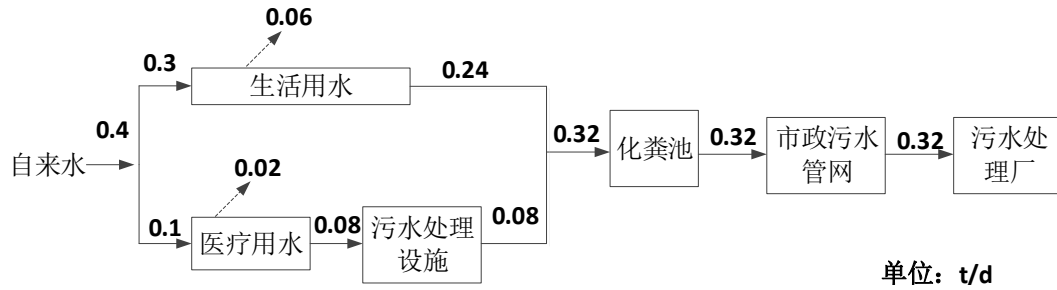 0.06
0.3
生活用水
0.24
0.4
自来水
0.02
0.1
医疗用水
0.08
污水处理
设施
0.08
0.32
化粪池
0.32
市政污水
管网
0.32
污水处
理厂
单位：t/d